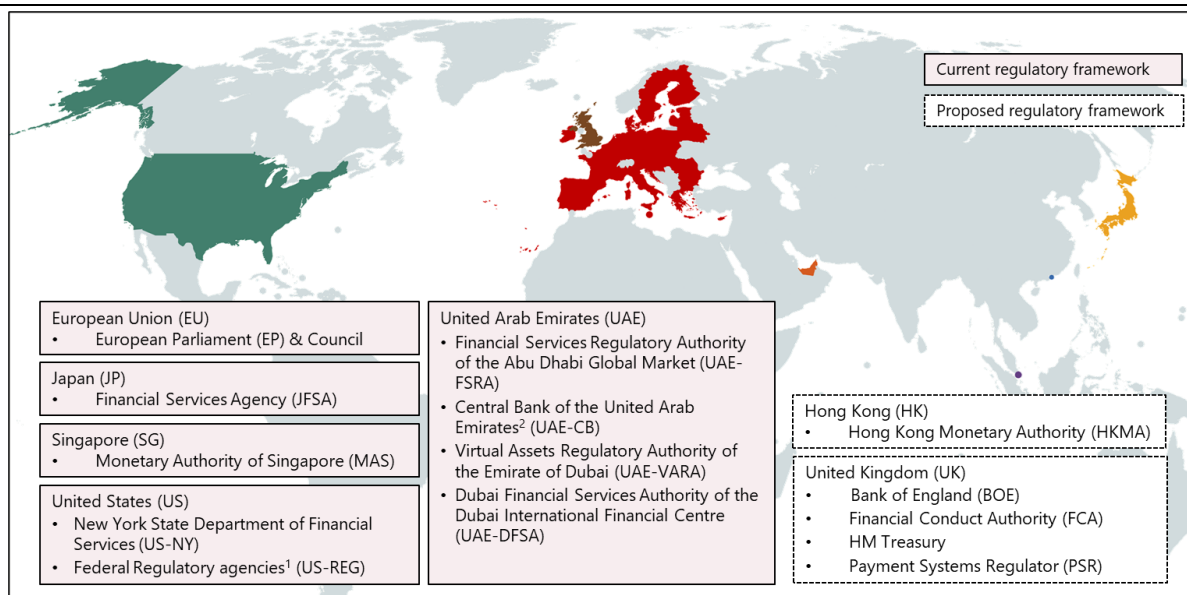 Current regulatory framework
Proposed regulatory framework
European Union (EU)
• European Parliament (EP) & Council
Japan (JP)
• Financial Services Agency (JFSA)
Singapore (SG)
• Monetary Authority of Singapore (MAS)
United States (US)
• New York State Department of Financial
Services (US-NY)
• Federal Regulatory agencies¹ (US-REG)
United Arab Emirates (UAE)
• Financial Services Regulatory Authority
of the Abu Dhabi Global Market (UAE-
FSRA)
• Central Bank of the United Arab
Emirates² (UAE-CB)
• Virtual Assets Regulatory Authority of
the Emirate of Dubai (UAE-VARA)
• Dubai Financial Services Authority of the
Dubai International Financial Centre
(UAE-DFSA)
Hong Kong (HK)
• Hong Kong Monetary Authority (HKMA)
United Kingdom (UK)
• Bank of England (BOE)
• Financial Conduct Authority (FCA)
• HM Treasury
• Payment Systems Regulator (PSR)